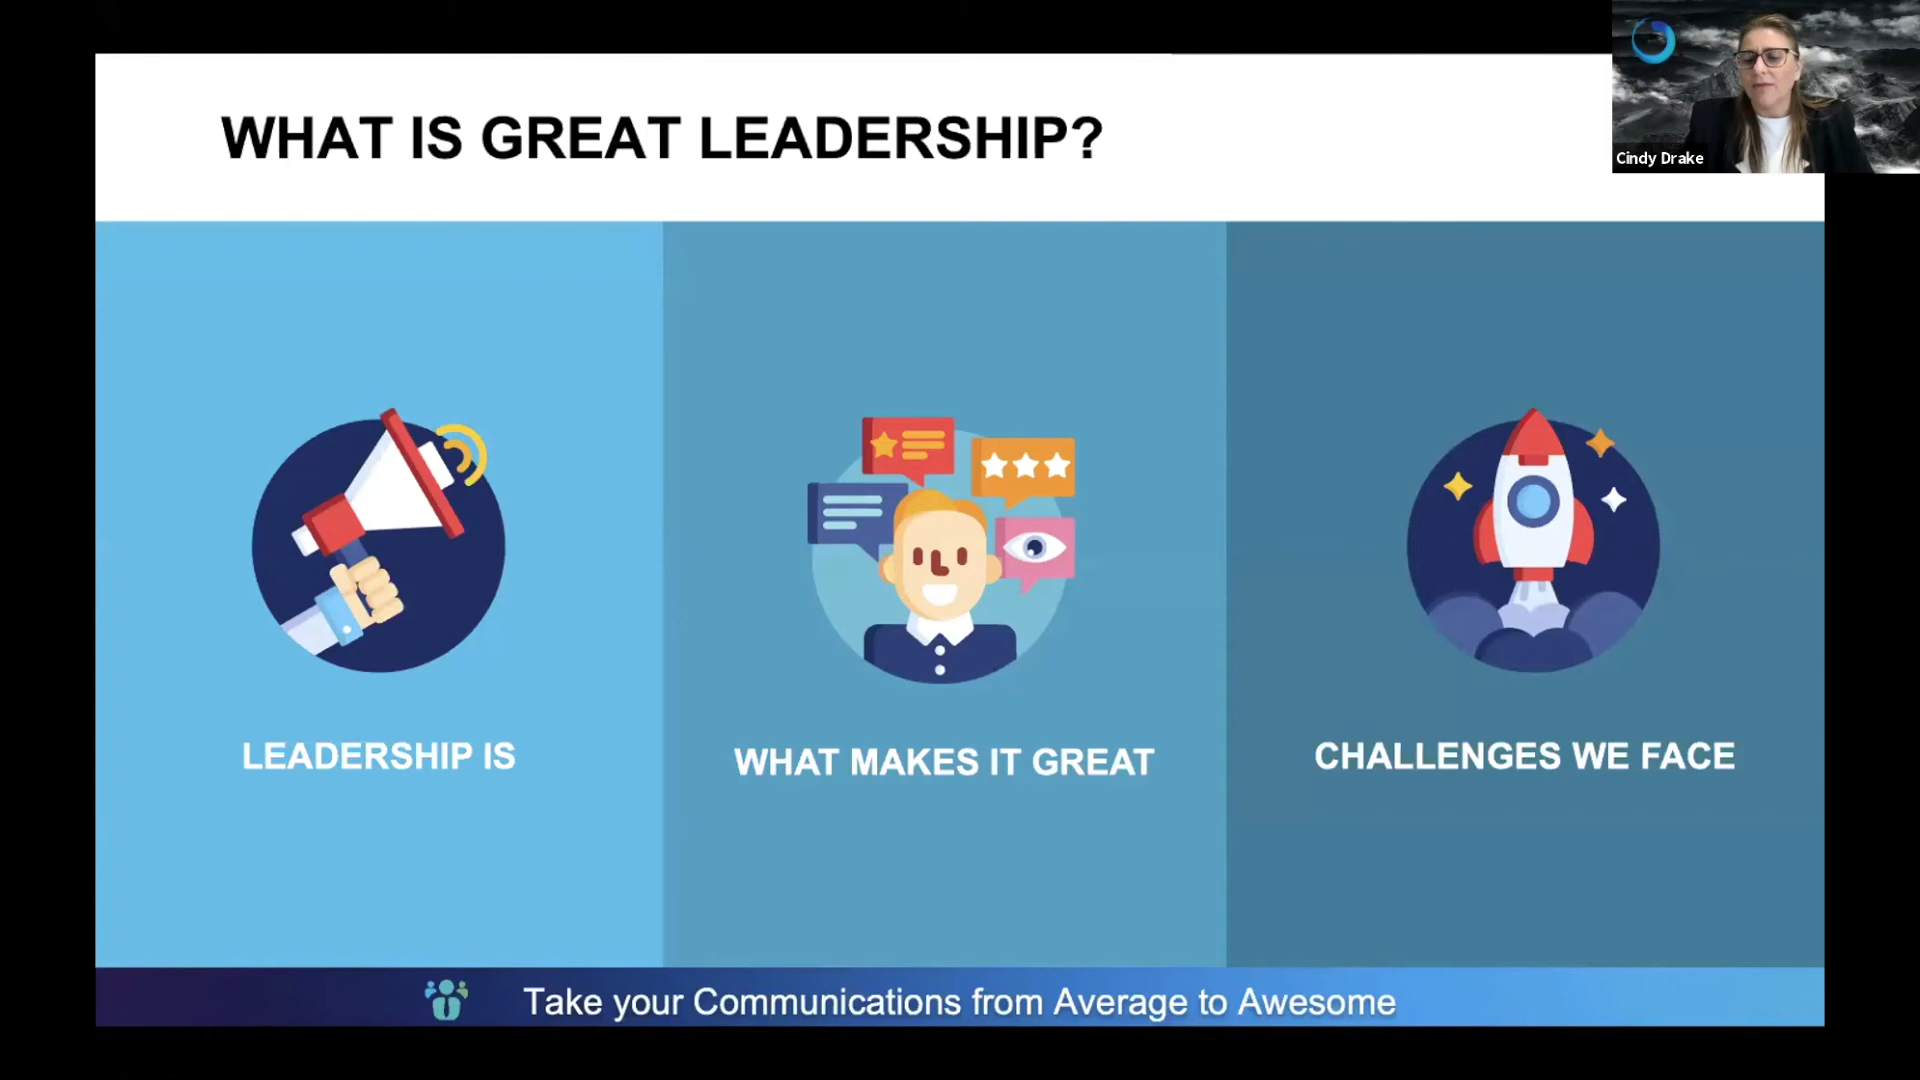 WHAT IS GREAT LEADERSHIP?
Cindy Drake
LEADERSHIP IS
WHAT MAKES IT GREAT
CHALLENGES WE FACE
Take your Communications from Average to Awesome